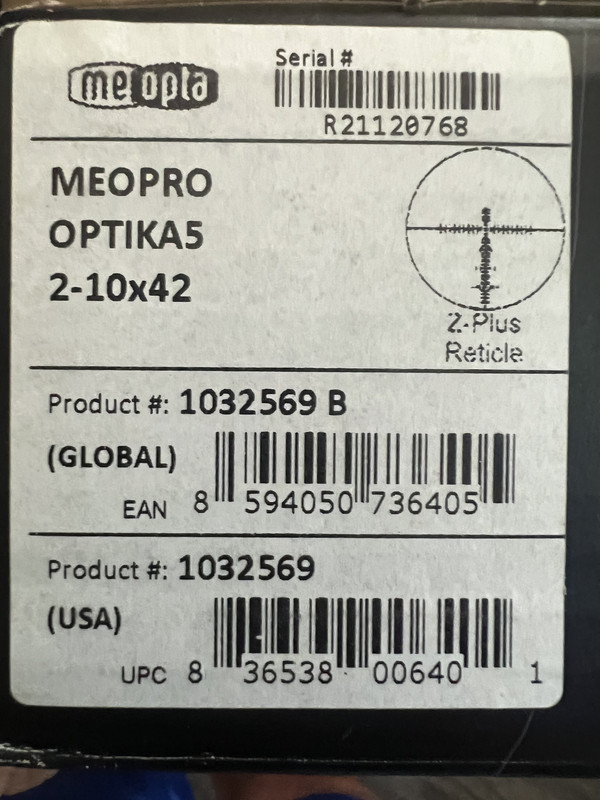 meopta
Serial #
R21120768
MEOPRO
OPTIKA5
2-10x42
Z-Plus
Reticle
Product #: 1032569 B
(GLOBAL)
EAN 8 594050 736405
Product #: 1032569
(USA)
UPC 8 36538 00640 1